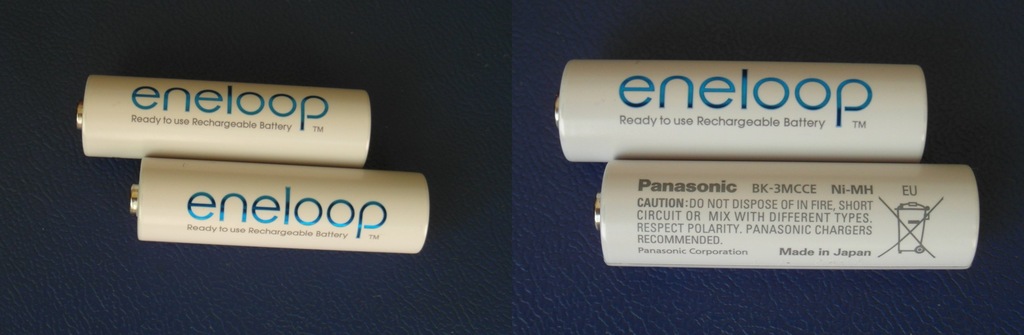 eneloop
Ready to use Rechargeable Battery TM
eneloop
Ready to use Rechargeable Battery TM
eneloop
Ready to use Rechargeable Battery TM
Panasonic BK-3MCCE Ni-MH EU
CAUTION: DO NOT DISPOSE OF IN FIRE, SHORT
CIRCUIT OR MIX WITH DIFFERENT TYPES.
RESPECT POLARITY. PANASONIC CHARGERS
RECOMMENDED.
Panasonic Corporation Made in Japan